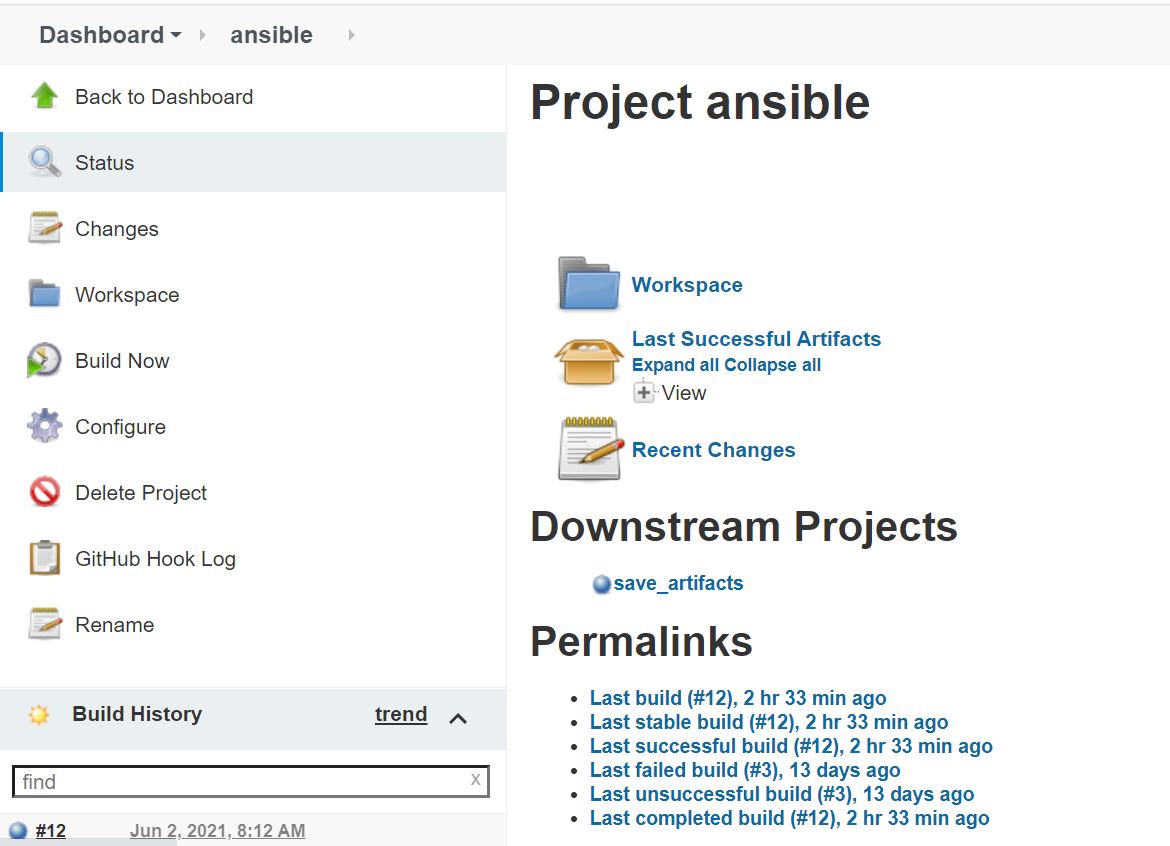 Dashboard ansible
Back to Dashboard
Status
Changes
Workspace
Build Now
Configure
Delete Project
GitHub Hook Log
Rename
Build History trend
find X
#12 Jun 2, 2021, 8:12 AM
Project ansible
Workspace
Last Successful Artifacts
Expand all Collapse all
View
Recent Changes
Downstream Projects
save_artifacts
Permalinks
Last build (#12), 2 hr 33 min ago
Last stable build (#12), 2 hr 33 min ago
Last successful build (#12), 2 hr 33 min ago
Last failed build (#3), 13 days ago
Last unsuccessful build (#3), 13 days ago
Last completed build (#12), 2 hr 33 min ago